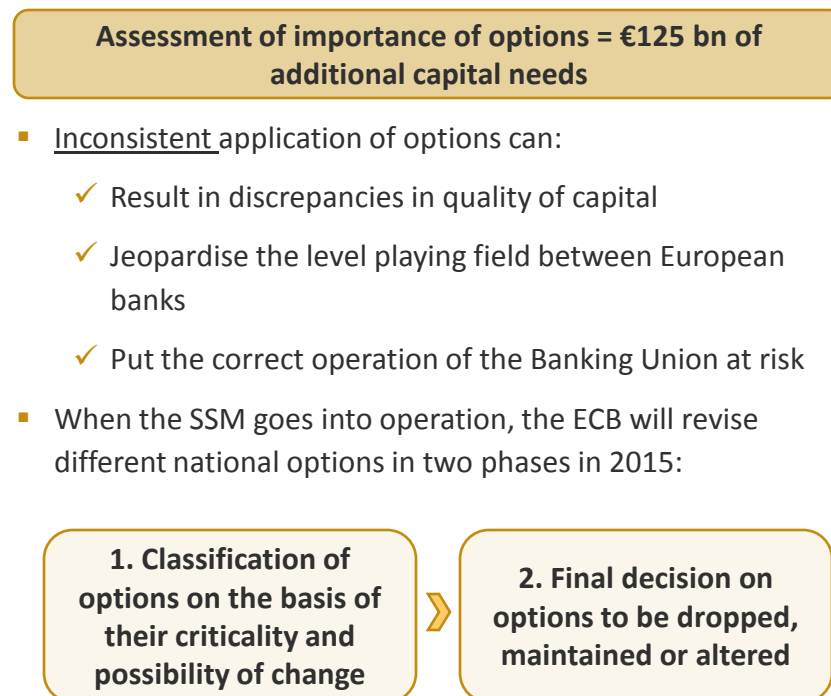 Assessment of importance of options = €125 bn of
additional capital needs
▪ Inconsistent application of options can:
✓ Result in discrepancies in quality of capital
✓ Jeopardise the level playing field between European
banks
✓ Put the correct operation of the Banking Union at risk
▪ When the SSM goes into operation, the ECB will revise
different national options in two phases in 2015:
1. Classification of
options on the basis of
their criticality and
possibility of change
2. Final decision on
options to be dropped,
maintained or altered